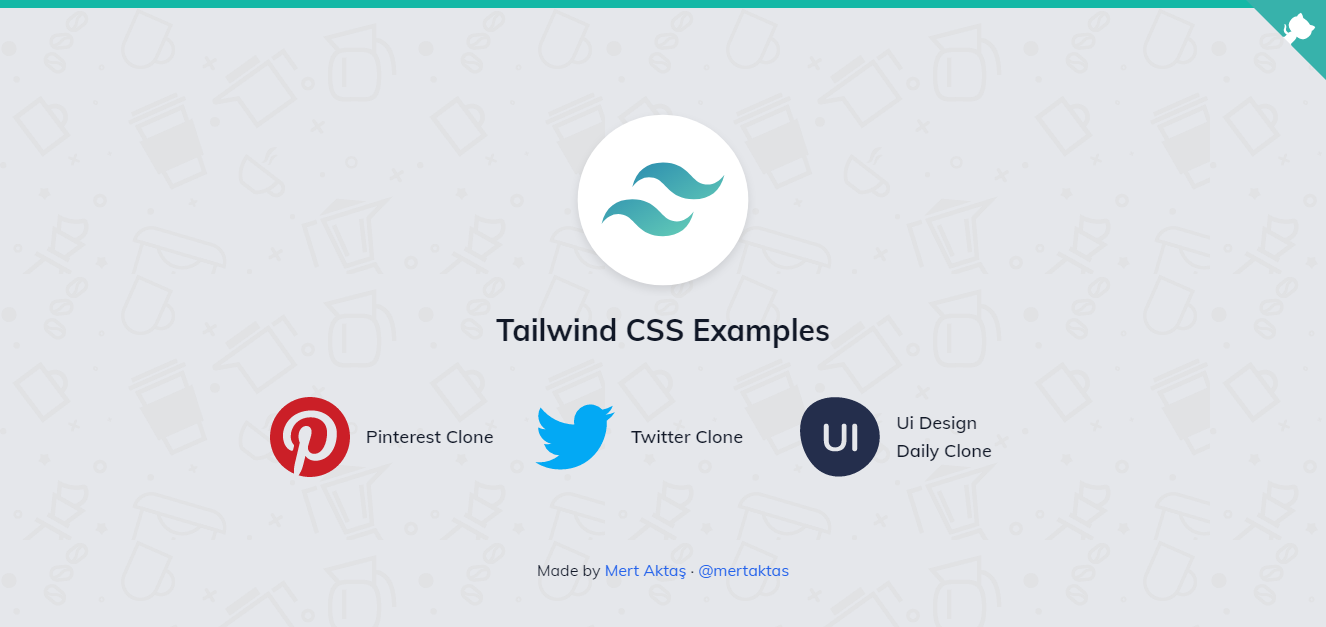 Tailwind CSS Examples
Pinterest Clone
Twitter Clone
UI
Ui Design
Daily Clone
Made by Mert Aktaş · @mertaktas